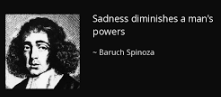 Sadness diminishes a man's
powers
~ Baruch Spinoza